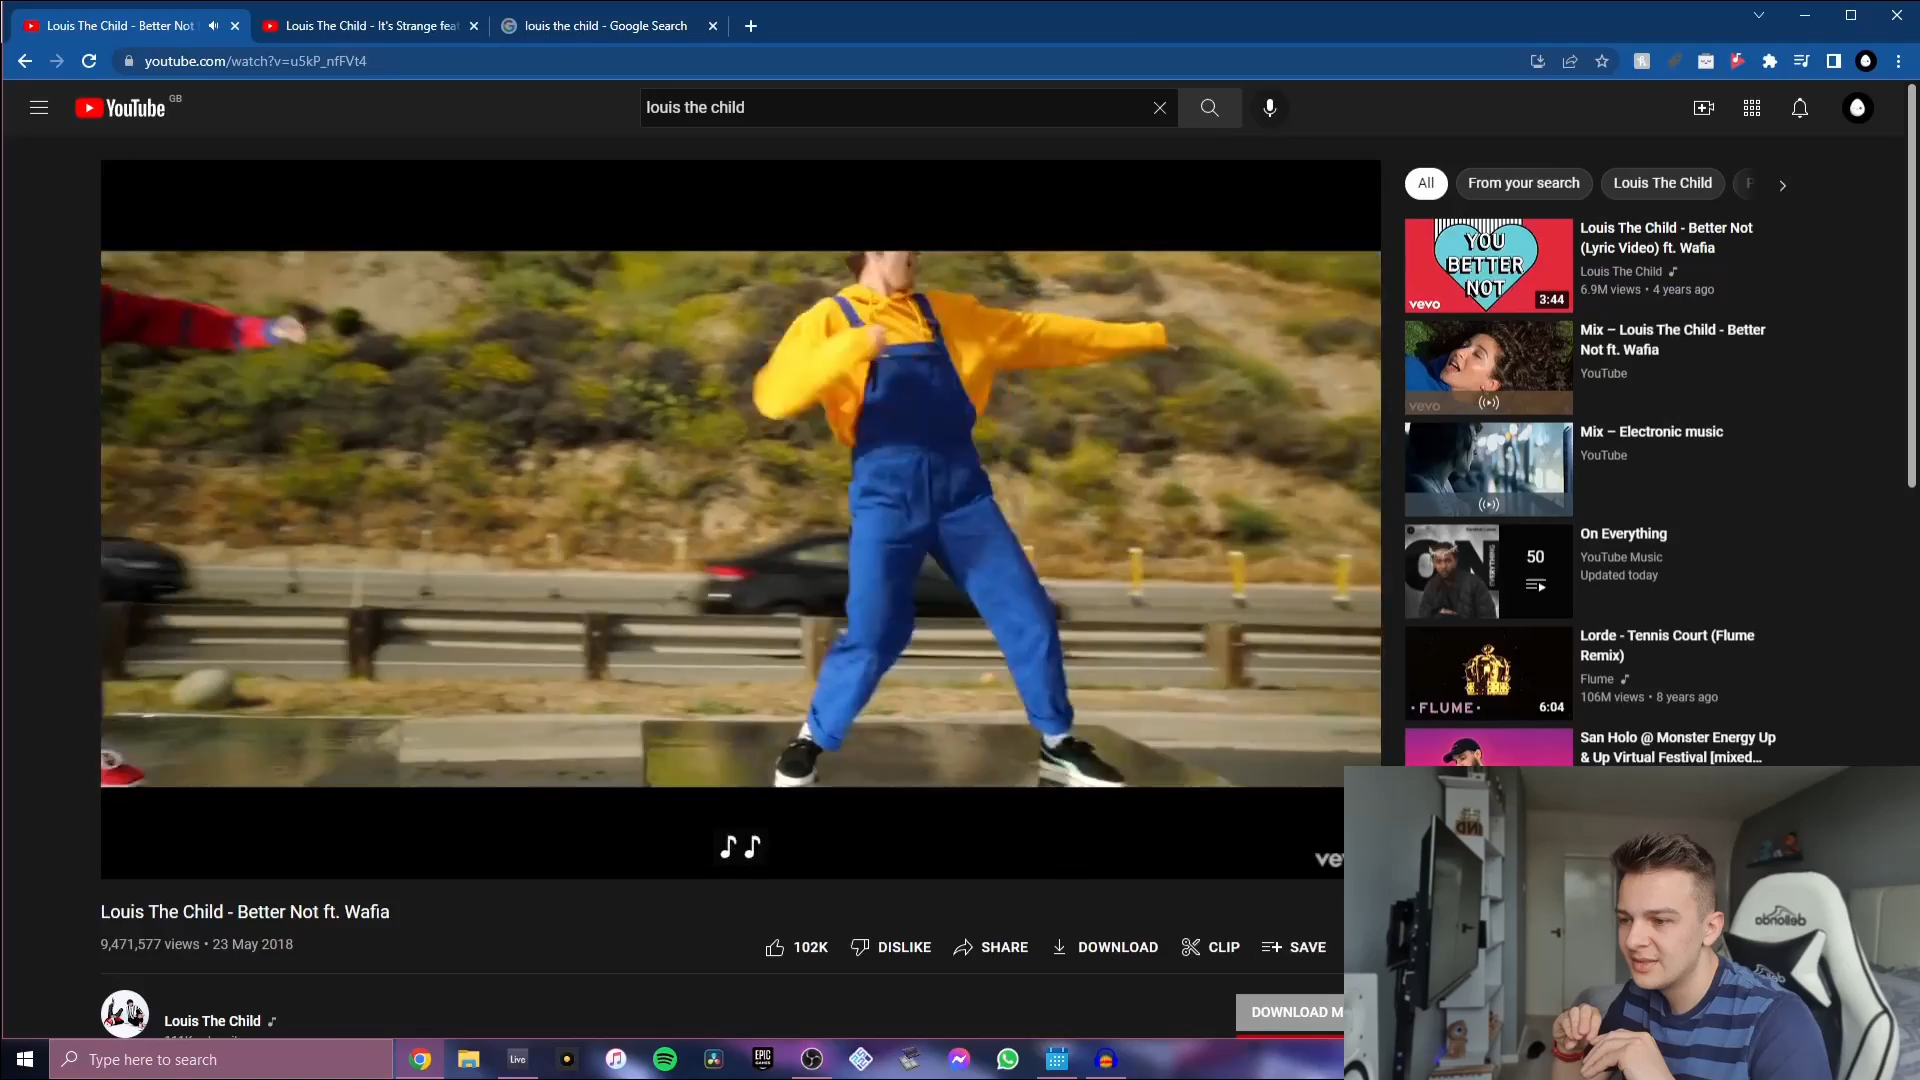 Louis The Child - Better Not
Louis The Child - It's Strange feat
louis the child - Google Search
youtube.com/watch?v=u5kP_nfFVt4
YouTube GB
louis the child
All
From your search
Louis The Child
YOU
BETTER
NOT
vevo
3:44
Louis The Child - Better Not
(Lyric Video) ft. Wafia
Louis The Child
6.9M views • 4 years ago
vevo
Mix – Louis The Child - Better
Not ft. Wafia
YouTube
Mix – Electronic music
YouTube
50
On Everything
YouTube Music
Updated today
FLUME
6:04
Lorde - Tennis Court (Flume
Remix)
Flume
106M views • 8 years ago
San Holo @ Monster Energy Up
& Up Virtual Festival [mixed...
Louis The Child - Better Not ft. Wafia
9,471,577 views • 23 May 2018
102K
DISLIKE
SHARE
DOWNLOAD
CLIP
SAVE
Louis The Child
DOWNLOAD M
dellonda
Type here to search
Live
EPIC
GAMES